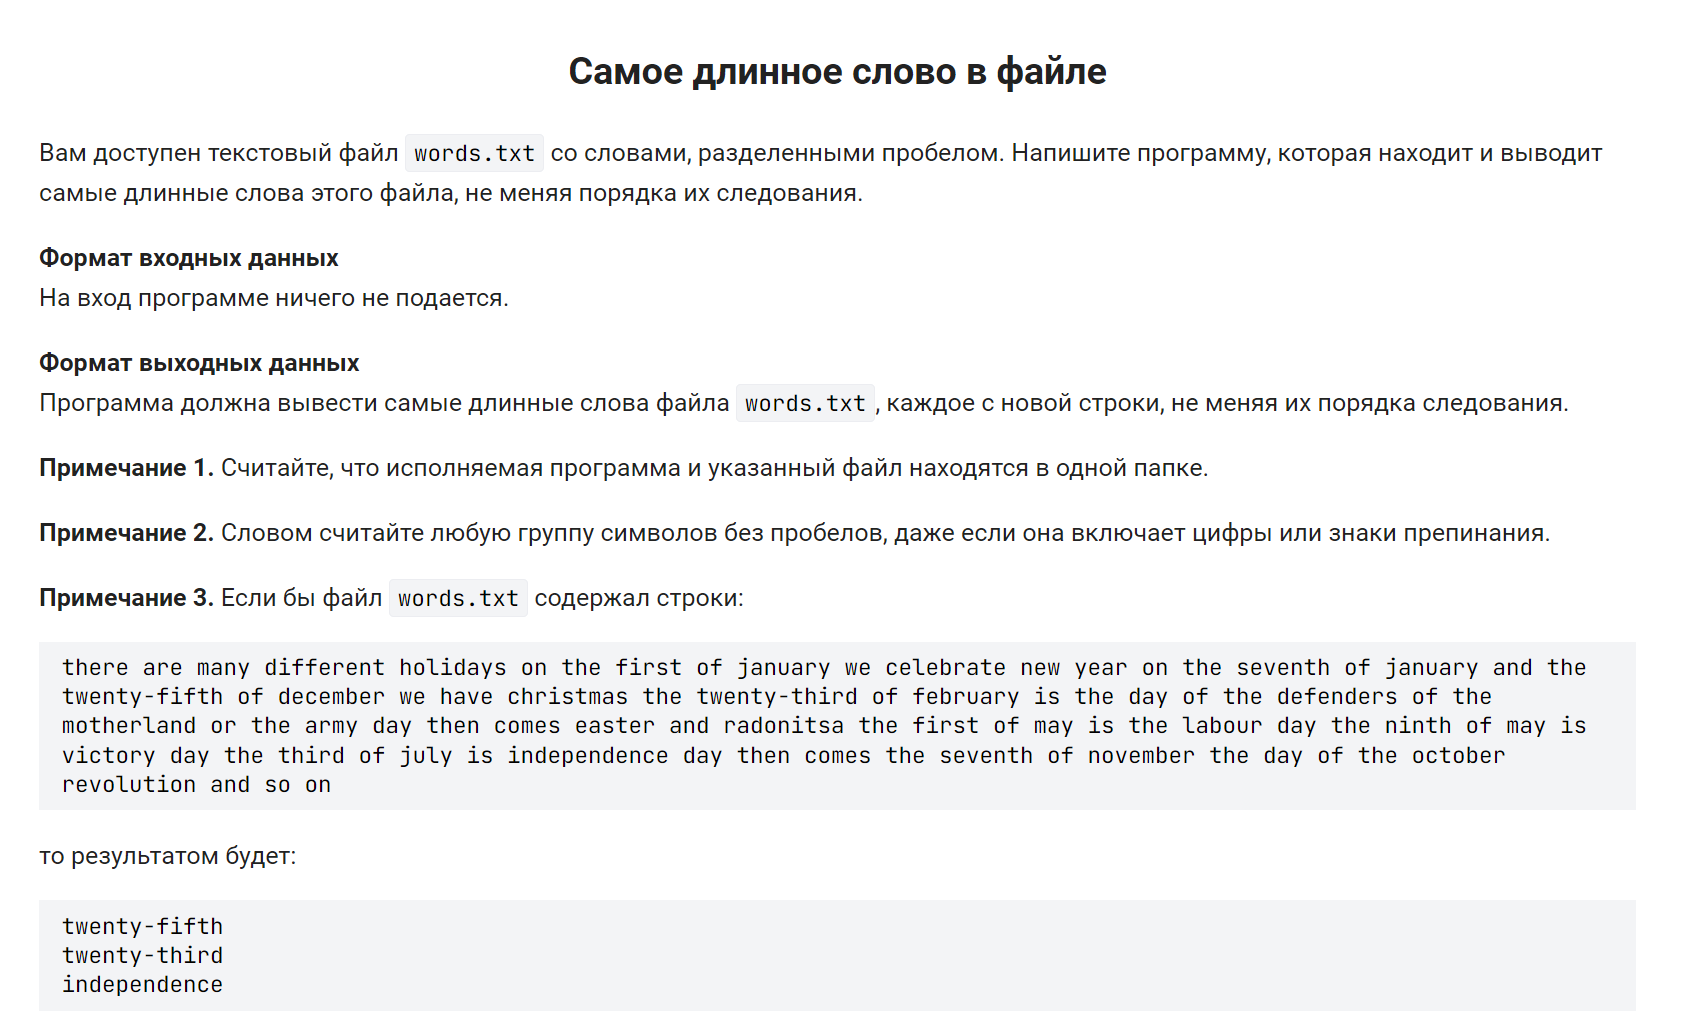 Самое длинное слово в файле
Вам доступен текстовый файл words.txt со словами, разделенными пробелом. Напишите программу, которая находит и выводит
самые длинные слова этого файла, не меняя порядка их следования.
Формат входных данных
На вход программе ничего не подается.
Формат выходных данных
Программа должна вывести самые длинные слова файла words.txt, каждое с новой строки, не меняя их порядка следования.
Примечание 1. Считайте, что исполняемая программа и указанный файл находятся в одной папке.
Примечание 2. Словом считайте любую группу символов без пробелов, даже если она включает цифры или знаки препинания.
Примечание 3. Если бы файл words.txt содержал строки:
there are many different holidays on the first of january we celebrate new year on the seventh of january and the
twenty-fifth of december we have christmas the twenty-third of february is the day of the defenders of the
motherland or the army day then comes easter and radonitsa the first of may is the labour day the ninth of may is
victory day the third of july is independence day then comes the seventh of november the day of the october
revolution and so on
то результатом будет:
twenty-fifth
twenty-third
independence